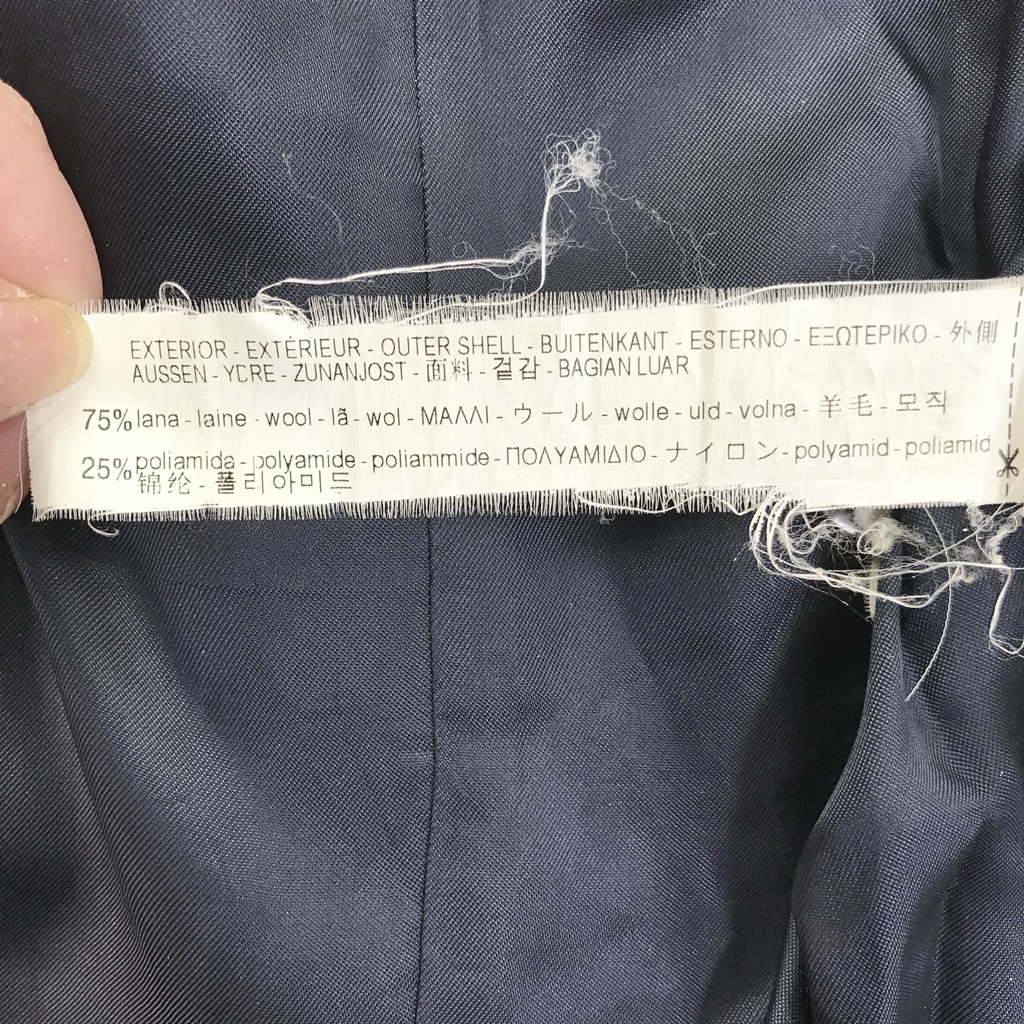 EXTERIOR - EXTÉRIEUR - OUTER SHELL - BUITENKANT - ESTERNO - ΕΞΩΤΕΡΙΚΟ - 外側
AUSSEN - YDRE - ZUNANJOST - 面料 - 겉감 - BAGIAN LUAR
75% lana - laine - wool - lã - wol - ΜΑΛΛΙ - ウール - wolle - uld - volna - 羊毛 - 모직
25% poliamida - polyamide - poliammide - ΠΟΛΥΑΜΙΔΙΟ - ナイロン - polyamid - poliamid
锦纶 - 폴리아미드